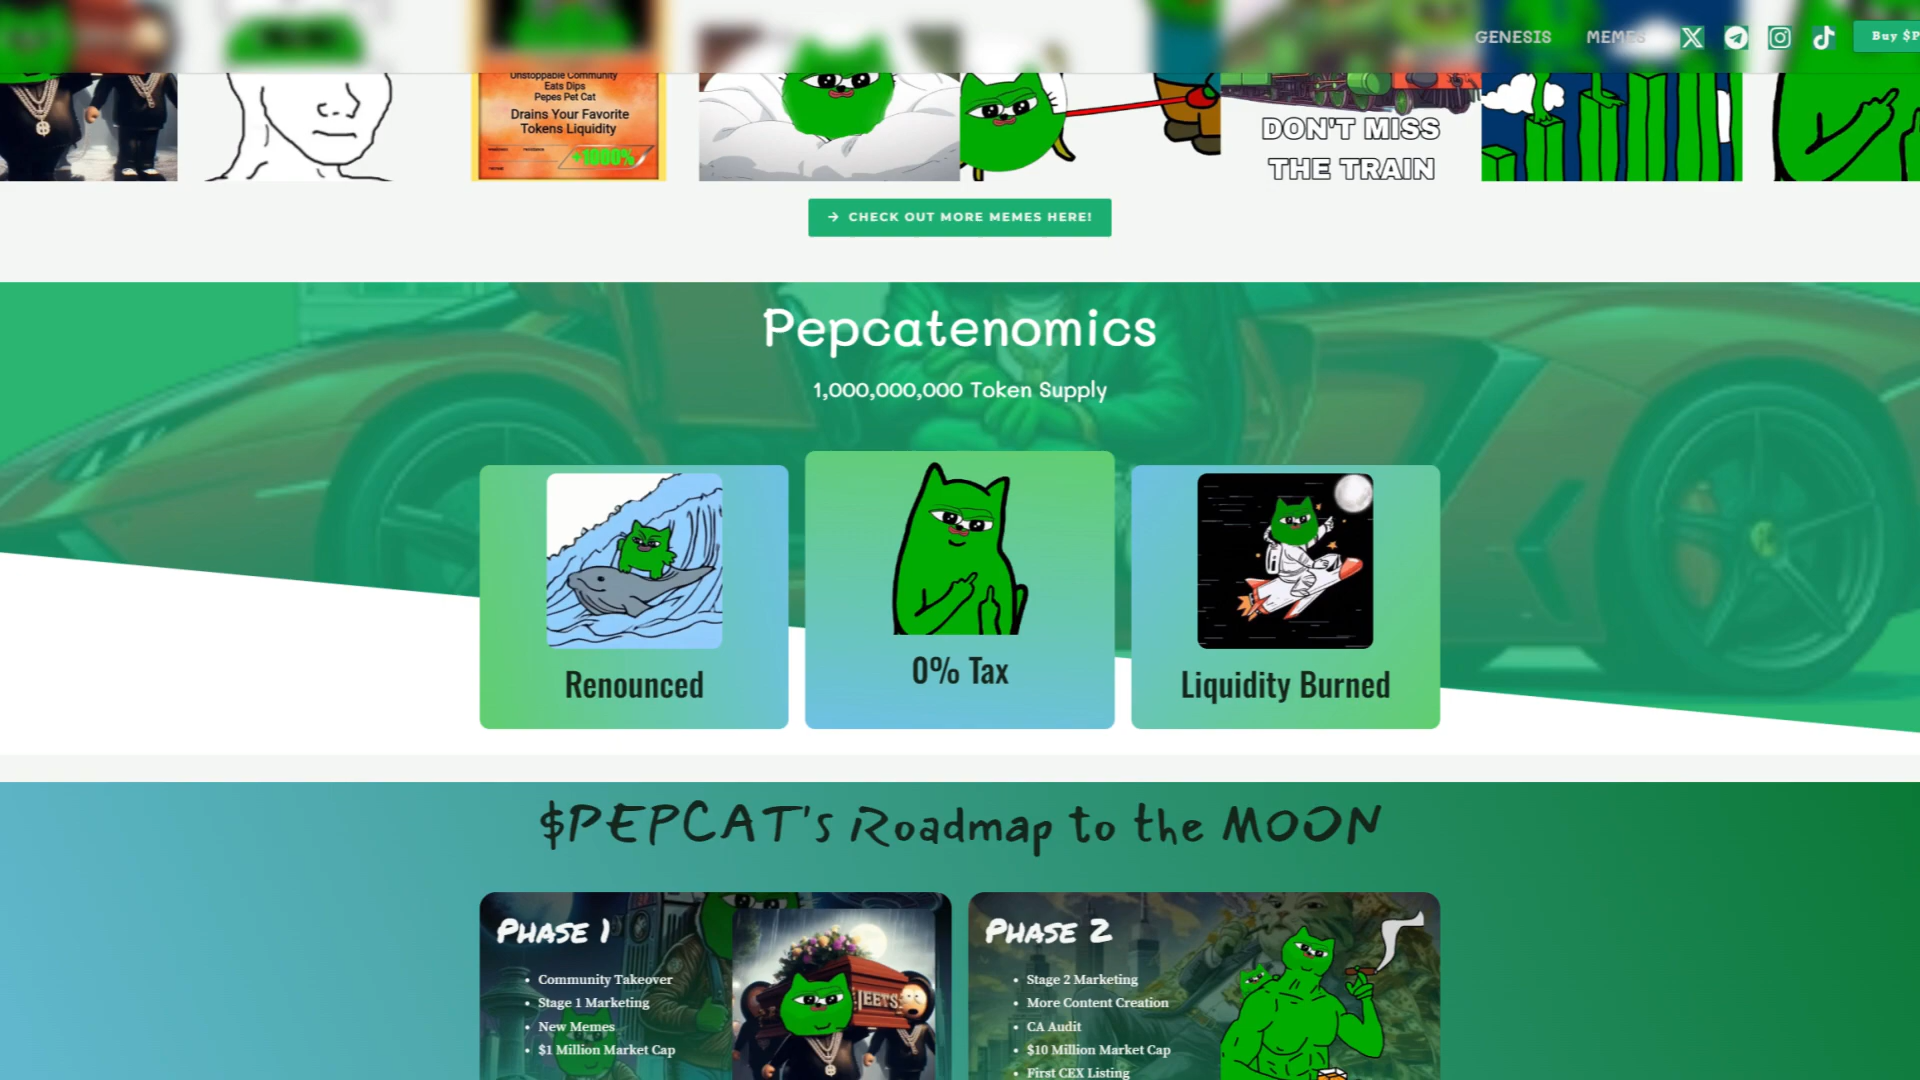 GENESIS
MEMES
Buy $P
Unstoppable Community
Eats Dips
Pepes Pet Cat
Drains Your Favorite
Tokens Liquidity
+1000%
DON'T MISS
THE TRAIN
→ CHECK OUT MORE MEMES HERE!
Pepcatenomics
1,000,000,000 Token Supply
Renounced
0% Tax
Liquidity Burned
$PEPCAT's Roadmap to the MOON
PHASE 1
• Community Takeover
• Stage 1 Marketing
• New Memes
• $1 Million Market Cap
JEETS
PHASE 2
• Stage 2 Marketing
• More Content Creation
• CA Audit
• $10 Million Market Cap
• First CEX Listing